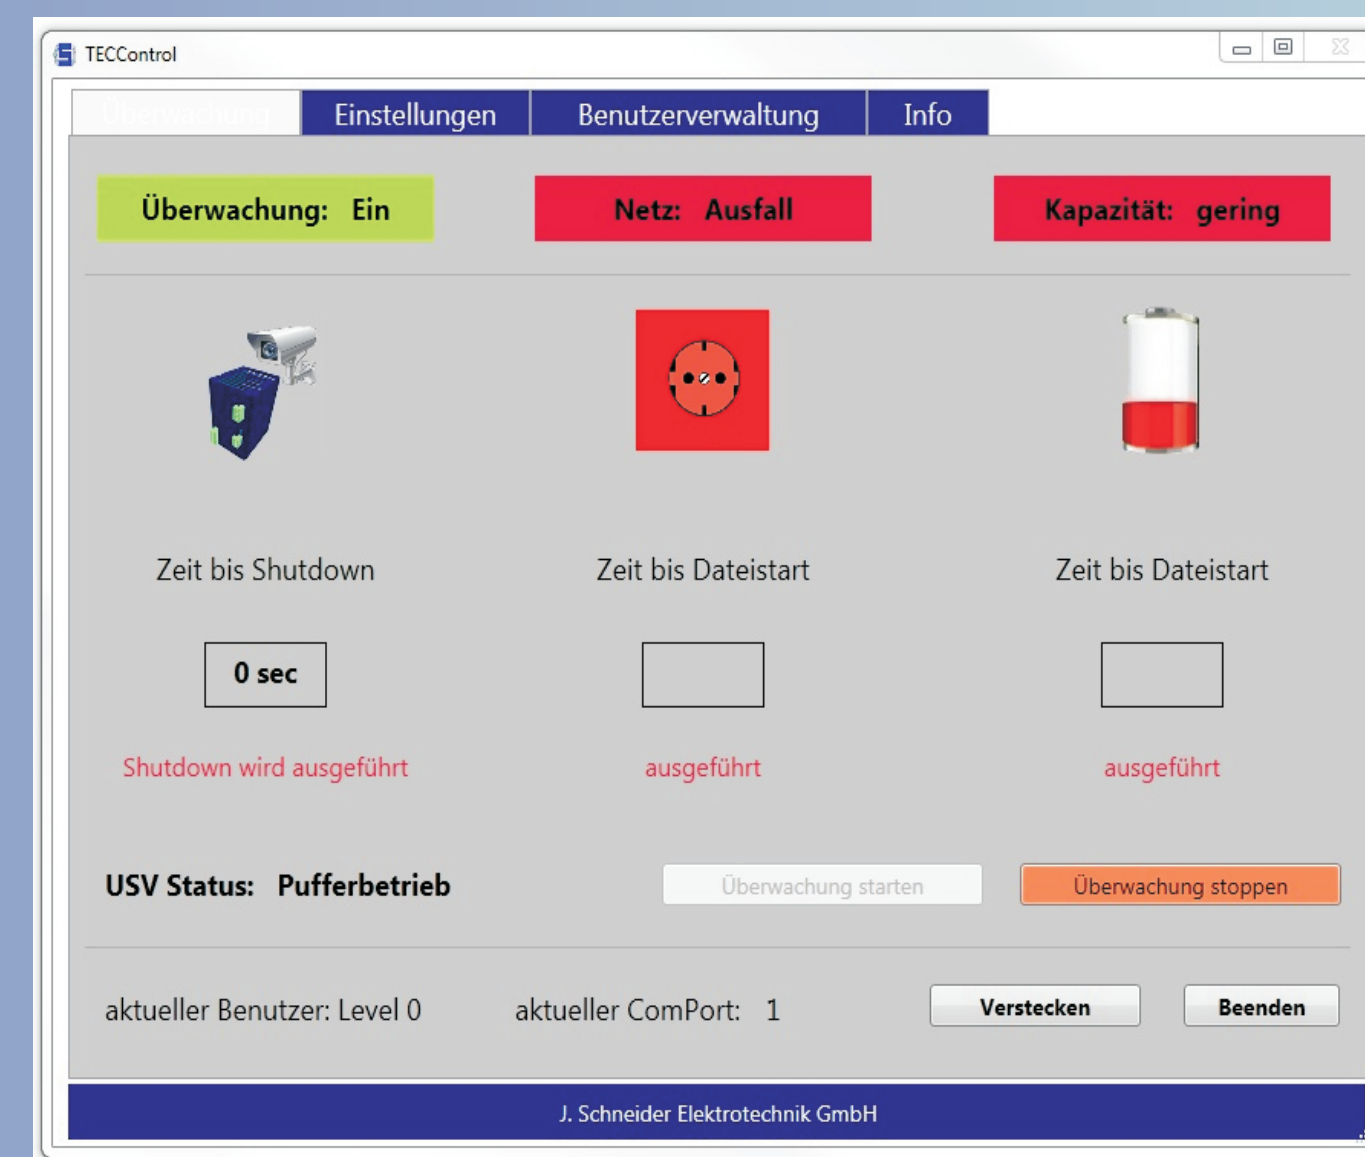 TECControl
Überwachung Einstellungen Benutzerverwaltung Info
Überwachung: Ein Netz: Ausfall Kapazität: gering
Zeit bis Shutdown Zeit bis Dateistart Zeit bis Dateistart
0 sec
Shutdown wird ausgeführt ausgeführt ausgeführt
USV Status: Pufferbetrieb Überwachung starten Überwachung stoppen
aktueller Benutzer: Level 0 aktueller ComPort: 1 Verstecken Beenden
J. Schneider Elektrotechnik GmbH